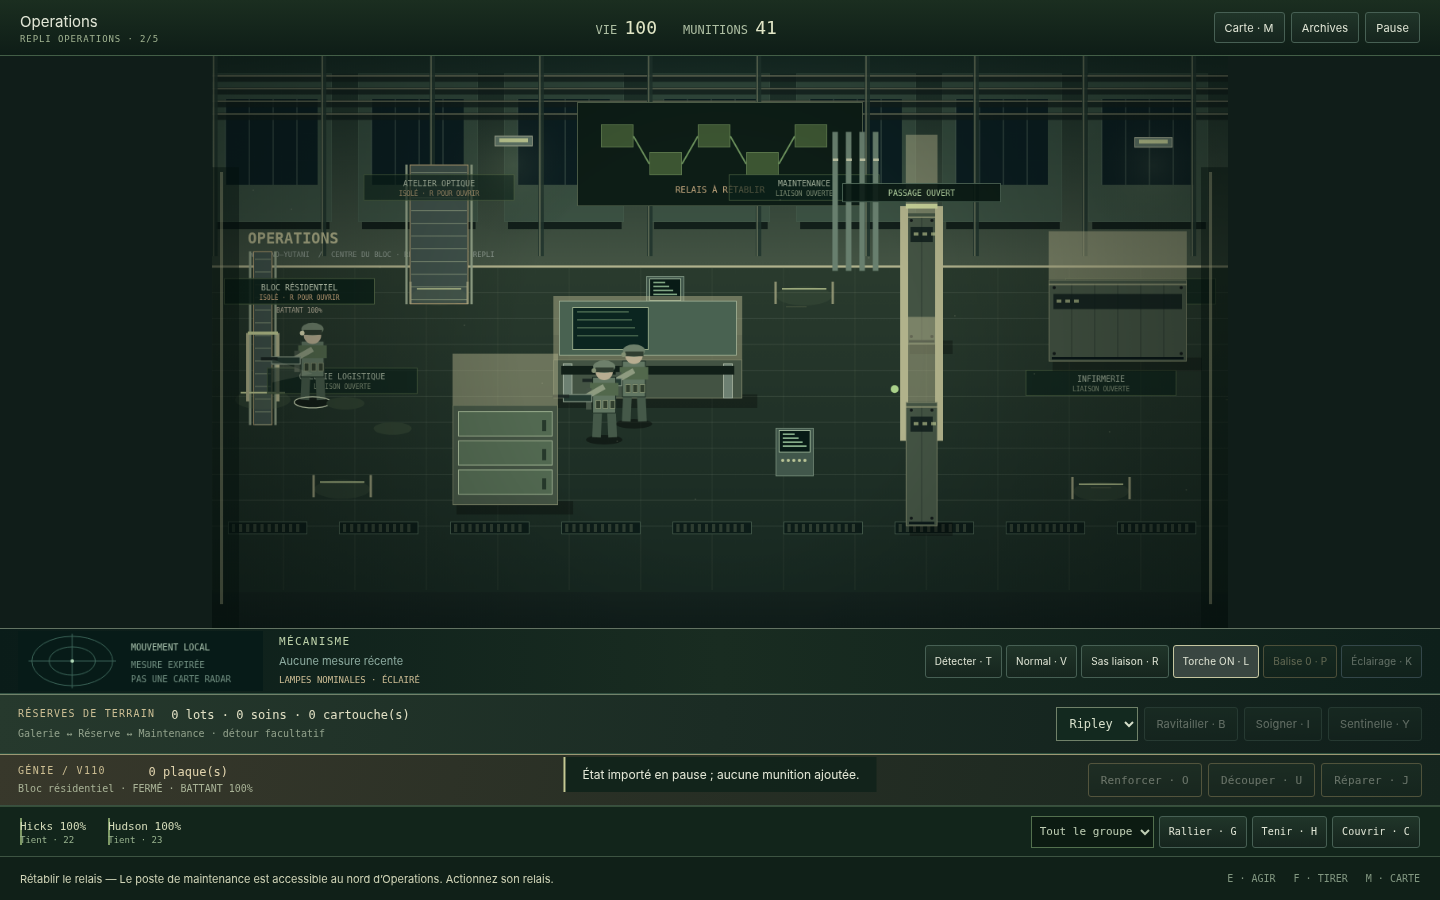 Operations
REPLI OPERATIONS · 2/5
VIE 100 MUNITIONS 41
Carte · M Archives Pause
ATELIER OPTIQUE
ISOLÉ · R POUR OUVRIR
RELAIS À RÉTABLIR
MAINTENANCE
LIAISON OUVERTE
PASSAGE OUVERT
OPERATIONS
CENTRE DU BLOC
REPLI
BLOC RÉSIDENTIEL
ISOLÉ · R POUR OUVRIR
BATTANT 100%
LOGISTIQUE
OUVERTE
INFIRMERIE
LIAISON OUVERTE
MOUVEMENT LOCAL
MESURE EXPIRÉE
PAS UNE CARTE RADAR
MÉCANISME
Aucune mesure récente
LAMPES NOMINALES · ÉCLAIRÉ
Détecter · T Normal · V Sas liaison · R Torche ON · L Balise 0 · P Éclairage · K
RÉSERVES DE TERRAIN 0 lots · 0 soins · 0 cartouche(s)
Galerie ↔ Réserve ↔ Maintenance · détour facultatif
Ripley Ravitailler · B Soigner · I Sentinelle · Y
GÉNIE / V110 0 plaque(s)
Bloc résidentiel · FERMÉ · BATTANT 100%
État importé en pause ; aucune munition ajoutée.
Renforcer · O Découper · U Réparer · J
Hicks 100% Hudson 100%
Tient · 22 Tient · 23
Tout le groupe Rallier · G Tenir · H Couvrir · C
Rétablir le relais — Le poste de maintenance est accessible au nord d’Operations. Actionnez son relais.
E · AGIR F · TIRER M · CARTE